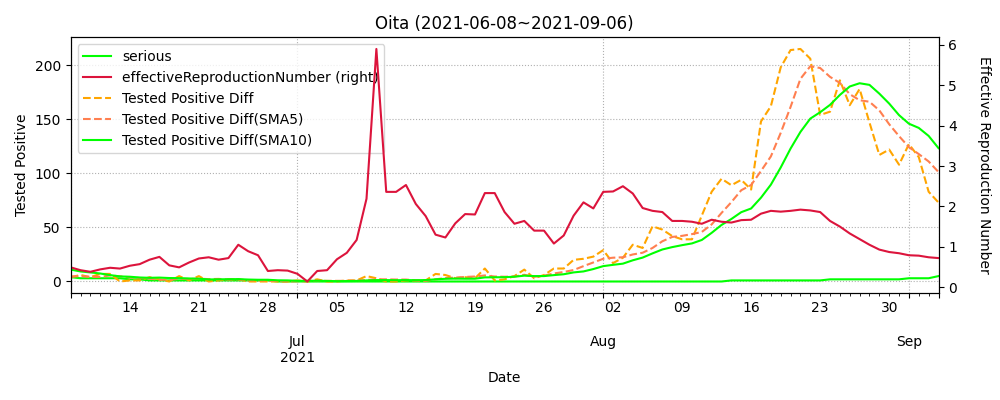 Oita (2021-06-08~2021-09-06)
serious
effectiveReproductionNumber (right)
Tested Positive Diff
Tested Positive Diff(SMA5)
Tested Positive Diff(SMA10)
Tested Positive
200
150
100
50
0
6
5
4
3
2
1
0
Effective Reproduction Number
14 21 28 05 12 19 26 02 09 16 23 30
Jul Aug Sep
2021
Date